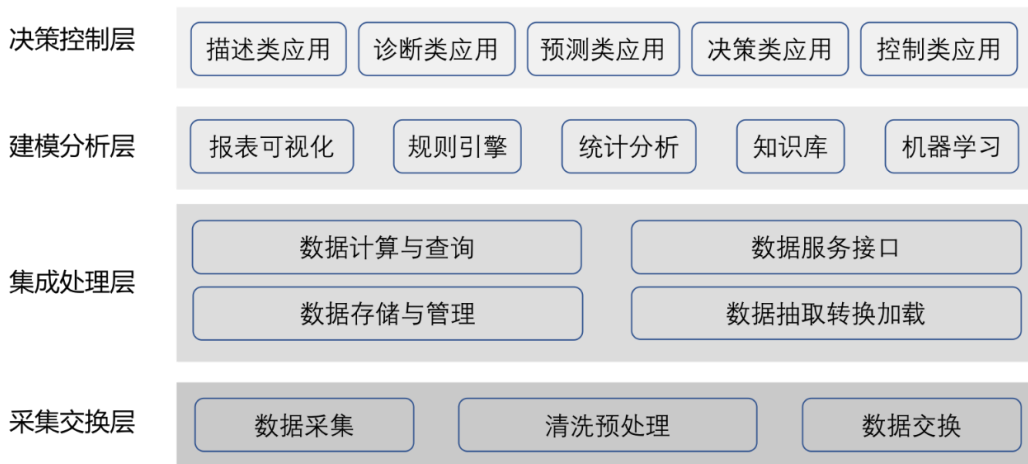 决策控制层
描述类应用 诊断类应用 预测类应用 决策类应用 控制类应用
建模分析层
报表可视化 规则引擎 统计分析 知识库 机器学习
集成处理层
数据计算与查询 数据服务接口
数据存储与管理 数据抽取转换加载
采集交换层
数据采集 清洗预处理 数据交换